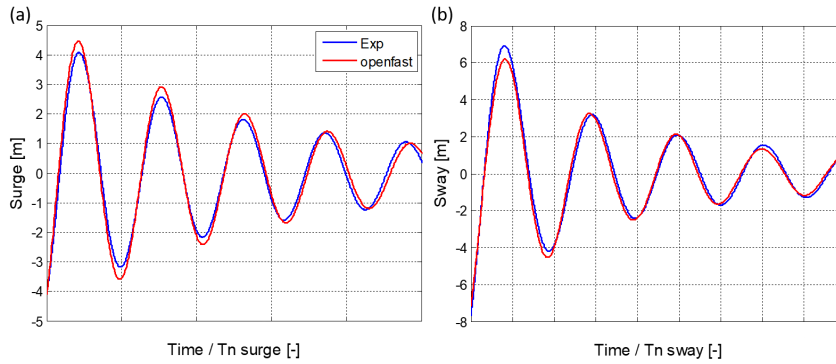 (a)
5
4
3
2
1
0
-1
-2
-3
-4
-5
Surge [m]
Exp
openfast
Time / Tn surge [-]
(b)
8
6
4
2
0
-2
-4
-6
-8
Sway [m]
Time / Tn sway [-]